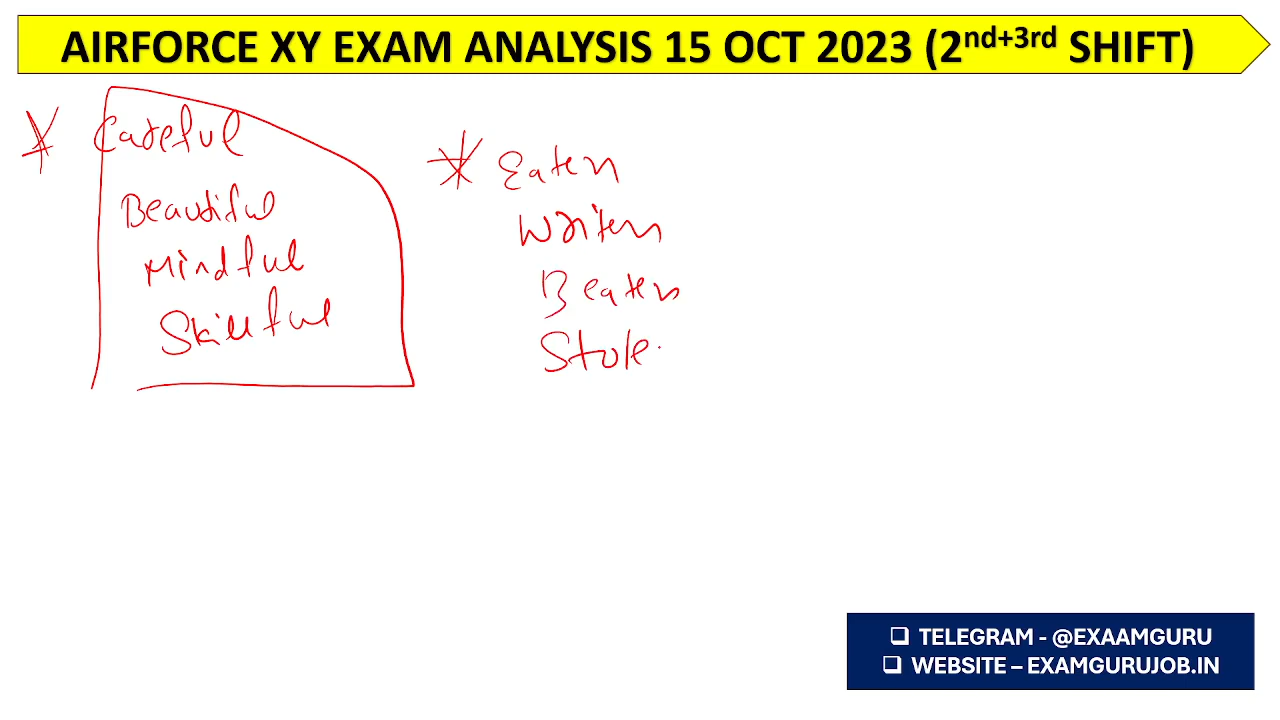 AIRFORCE XY EXAM ANALYSIS 15 OCT 2023 (2nd+3rd SHIFT)
Careful
Beautiful
Mindful
Skillful
Eaten
Written
Beaten
Stole
❑ TELEGRAM - @EXAAMGURU
❑ WEBSITE – EXAMGURUJOB.IN